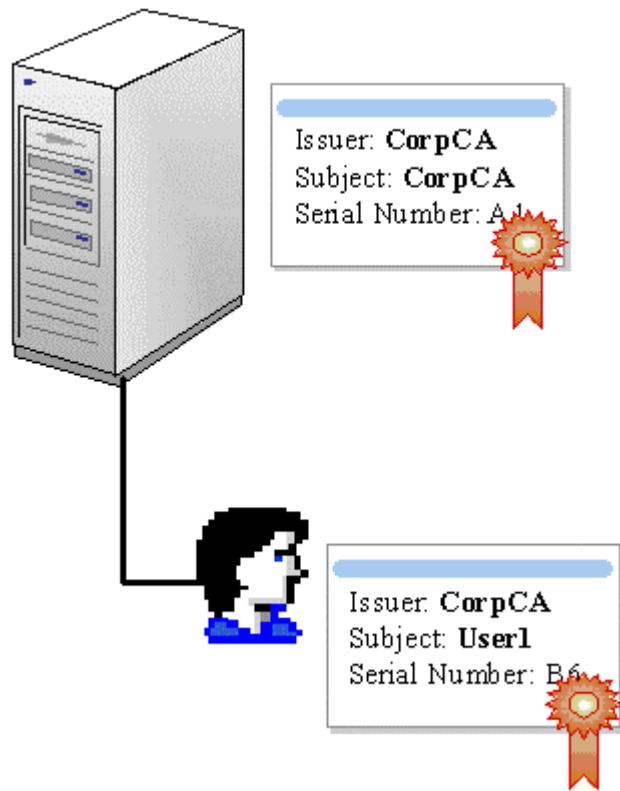 Issuer: CorpCA
Subject: CorpCA
Serial Number: A1
Issuer: CorpCA
Subject: User1
Serial Number: B6